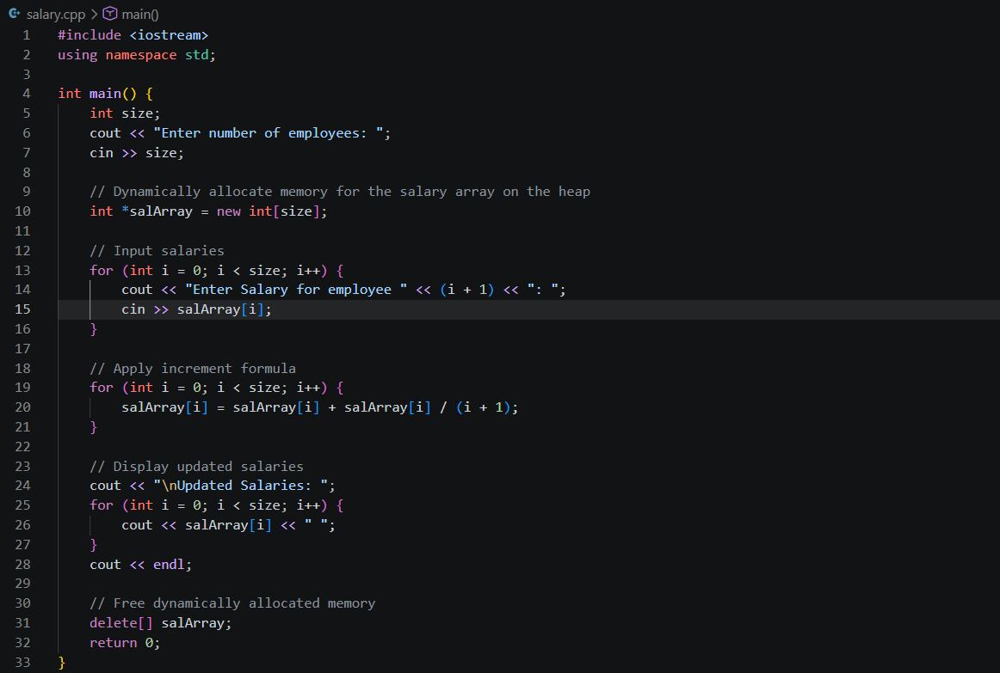 salary.cpp > main()
1 #include <iostream>
2 using namespace std;
3
4 int main() {
5     int size;
6     cout << "Enter number of employees: ";
7     cin >> size;
8
9     // Dynamically allocate memory for the salary array on the heap
10     int *salArray = new int[size];
11
12     // Input salaries
13     for (int i = 0; i < size; i++) {
14         cout << "Enter Salary for employee " << (i + 1) << ": ";
15         cin >> salArray[i];
16     }
17
18     // Apply increment formula
19     for (int i = 0; i < size; i++) {
20         salArray[i] = salArray[i] + salArray[i] / (i + 1);
21     }
22
23     // Display updated salaries
24     cout << "\nUpdated Salaries: ";
25     for (int i = 0; i < size; i++) {
26         cout << salArray[i] << " ";
27     }
28     cout << endl;
29
30     // Free dynamically allocated memory
31     delete[] salArray;
32     return 0;
33 }